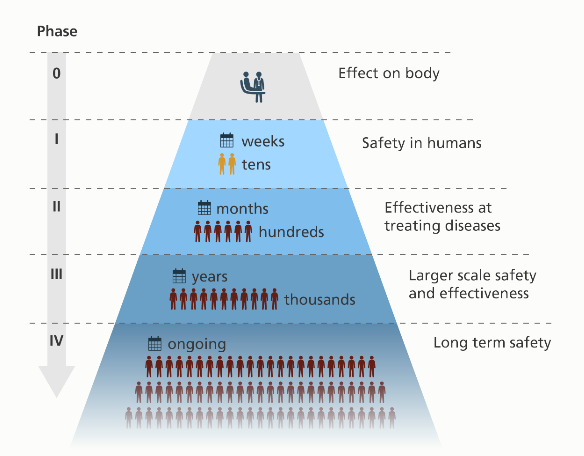 Phase
0
Effect on body
I
weeks
tens
Safety in humans
II
months
hundreds
Effectiveness at
treating diseases
III
years
thousands
Larger scale safety
and effectiveness
IV
ongoing
Long term safety